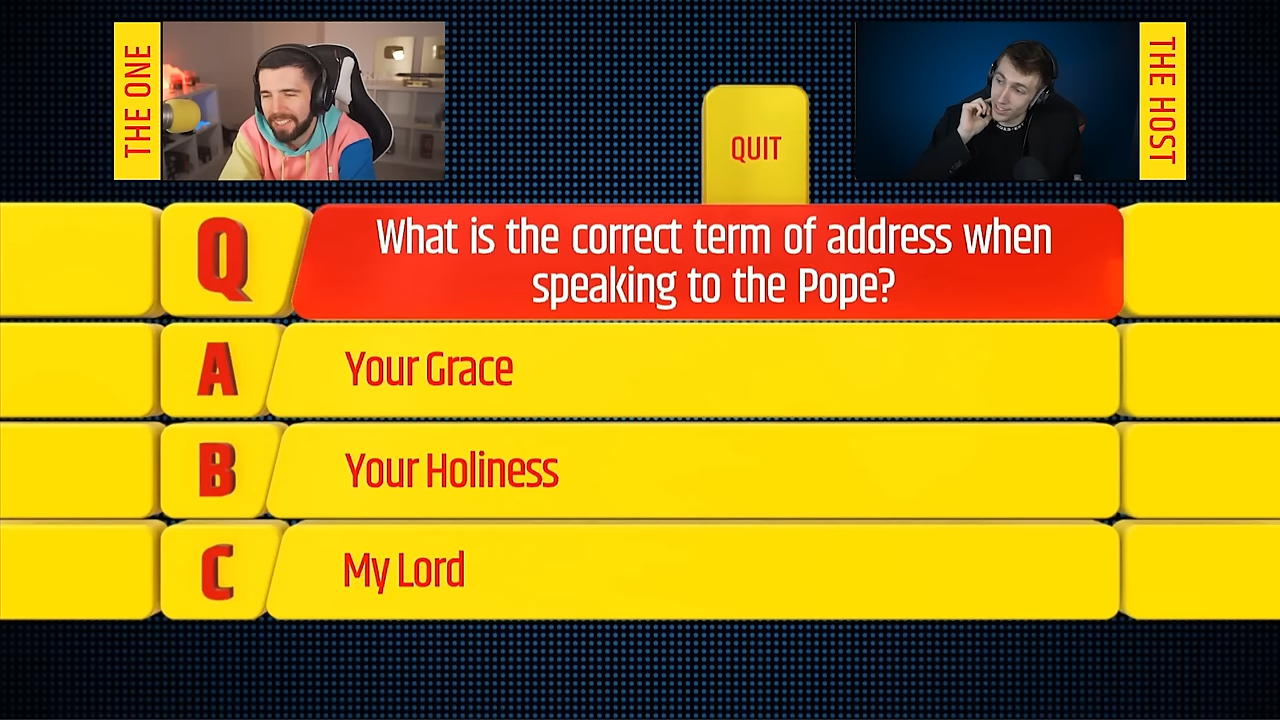 THE ONE
THE HOST
QUIT
Q
What is the correct term of address when
speaking to the Pope?
A
Your Grace
B
Your Holiness
C
My Lord